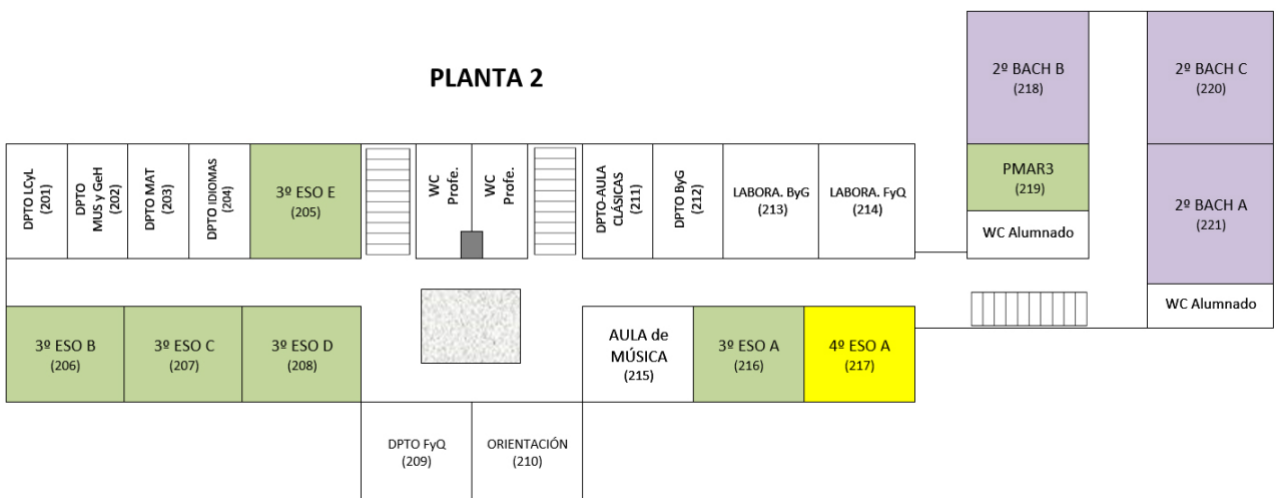 PLANTA 2
2º BACH B
(218)
2º BACH C
(220)
DPTO LCyL
(201)
DPTO
MUS y GeH
(202)
DPTO MAT
(203)
DPTO IDIOMAS
(204)
3º ESO E
(205)
WC
Profe.
WC
Profe.
DPTO-AULA
CLÁSICAS
(211)
DPTO ByG
(212)
LABORA. ByG
(213)
LABORA. FyQ
(214)
PMAR3
(219)
WC Alumnado
2º BACH A
(221)
WC Alumnado
3º ESO B
(206)
3º ESO C
(207)
3º ESO D
(208)
AULA de
MÚSICA
(215)
3º ESO A
(216)
4º ESO A
(217)
DPTO FyQ
(209)
ORIENTACIÓN
(210)